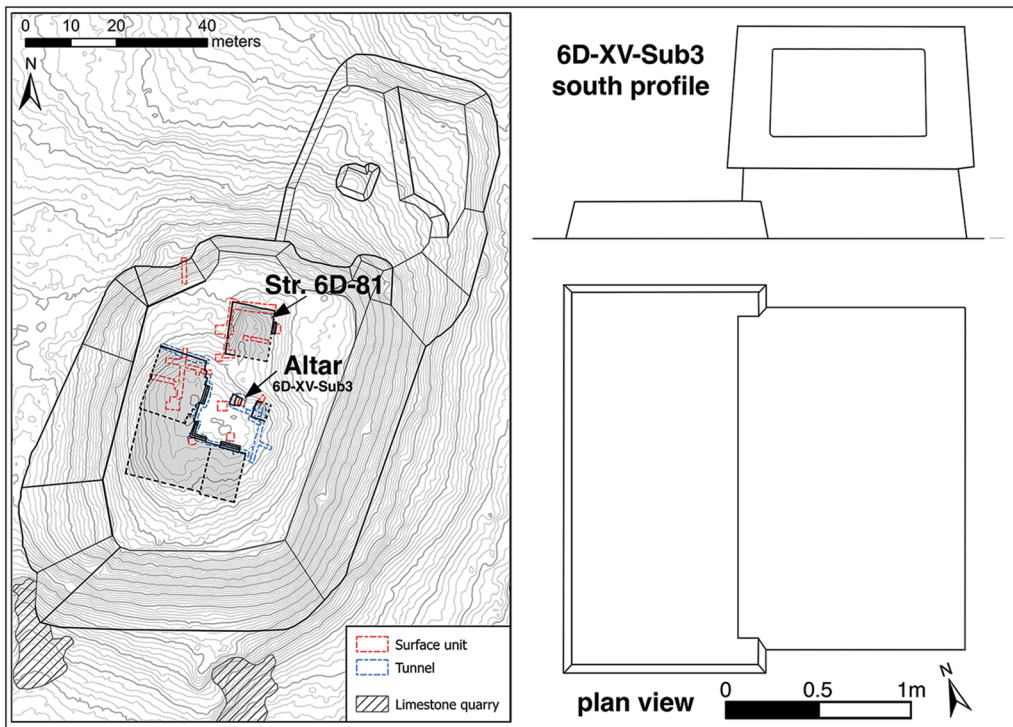 0 10 20 40
meters
N
Str. 6D-81
Altar
6D-XV-Sub3
Surface unit
Tunnel
Limestone quarry
6D-XV-Sub3
south profile
plan view
0 0.5 1m
N